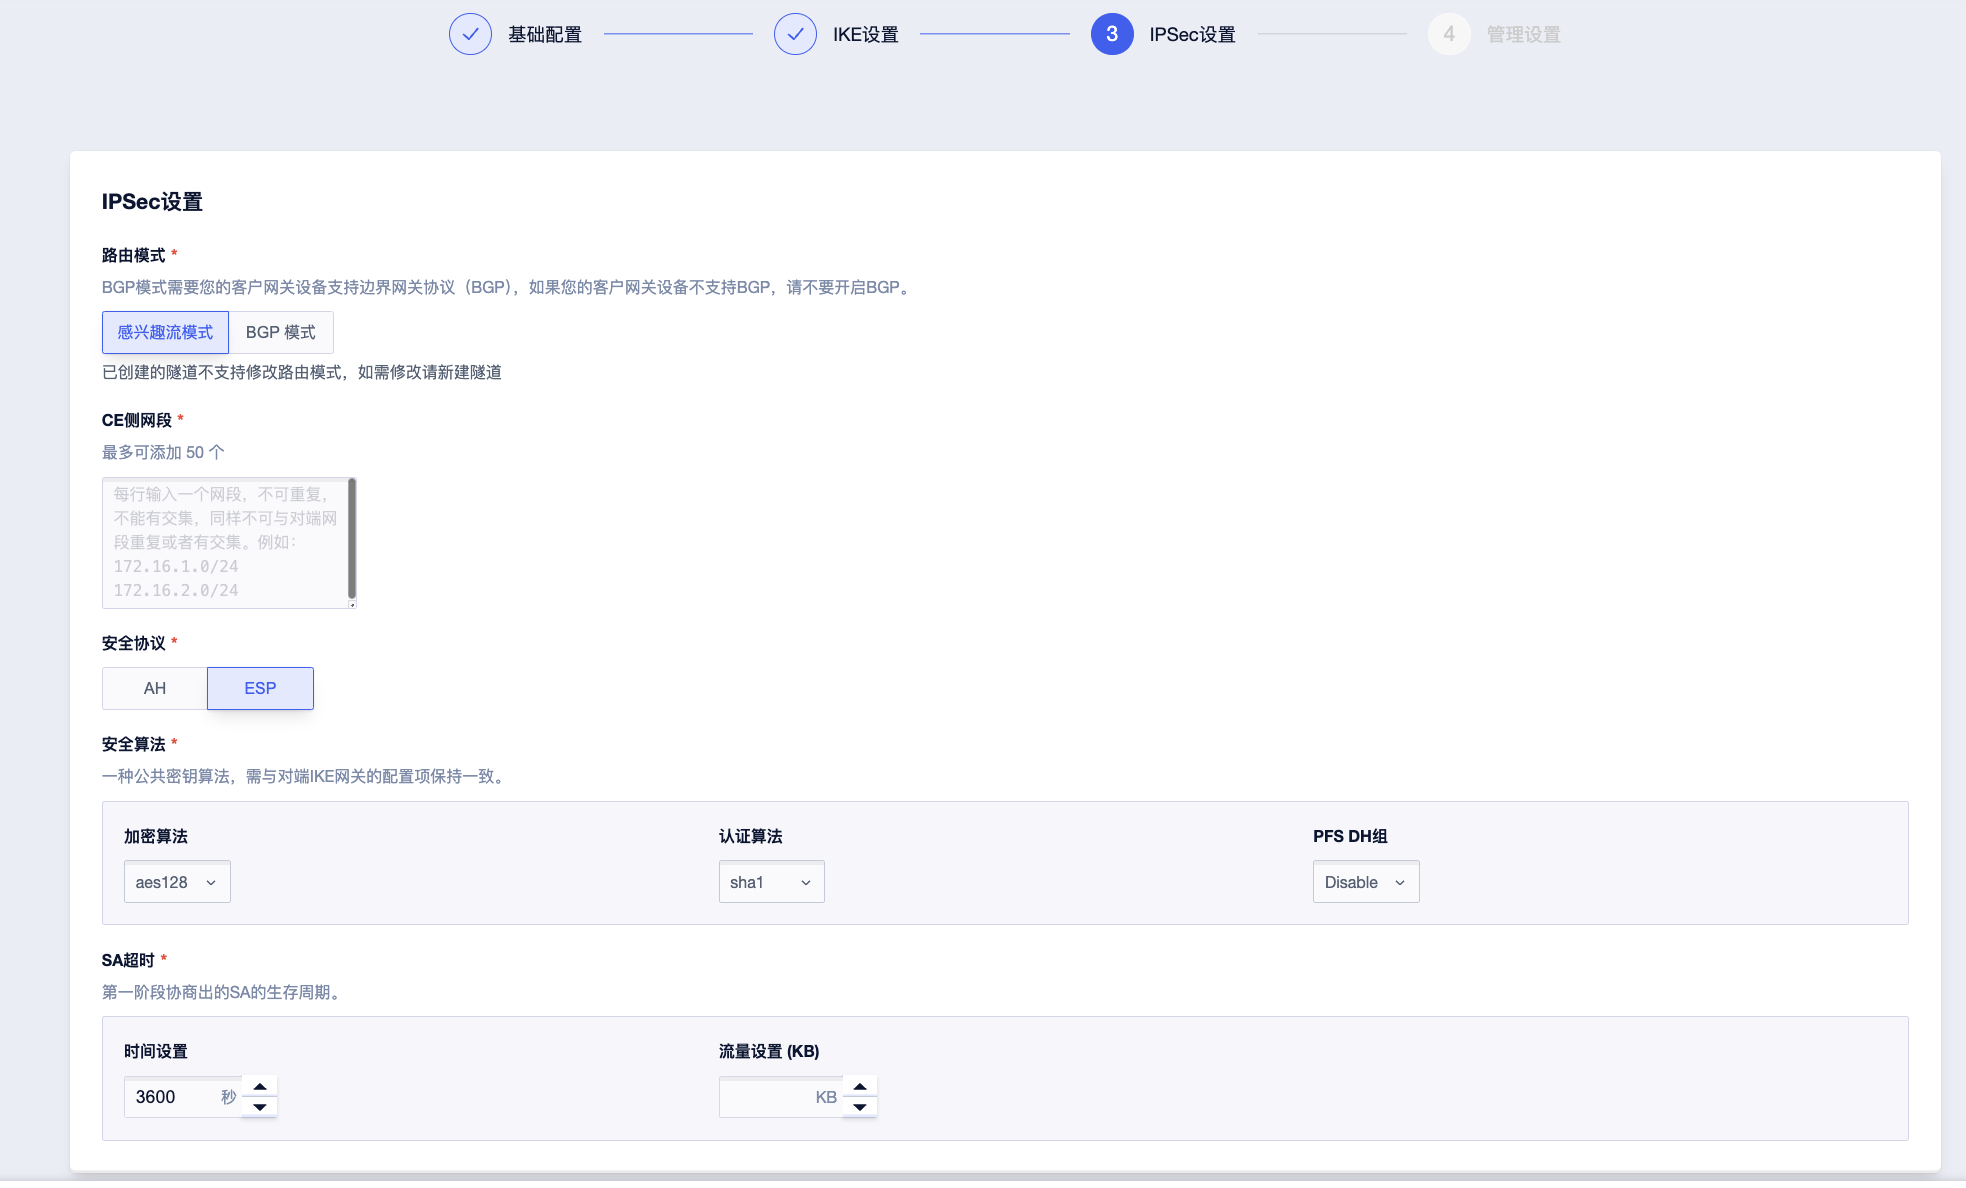 基础配置
IKE设置
3 IPSec设置
4 管理设置
IPSec设置
路由模式 *
BGP模式需要您的客户网关设备支持边界网关协议（BGP），如果您的客户网关设备不支持BGP，请不要开启BGP。
感兴趣流模式 BGP 模式
已创建的隧道不支持修改路由模式，如需修改请新建隧道
CE侧网段 *
最多可添加 50 个
每行输入一个网段，不可重复，
不能有交集，同样不可与对端网
段重复或者有交集。例如：
172.16.1.0/24
172.16.2.0/24
安全协议 *
AH ESP
安全算法 *
一种公共密钥算法，需与对端IKE网关的配置项保持一致。
加密算法 认证算法 PFS DH组
aes128 sha1 Disable
SA超时 *
第一阶段协商出的SA的生存周期。
时间设置 流量设置 (KB)
3600 秒 KB